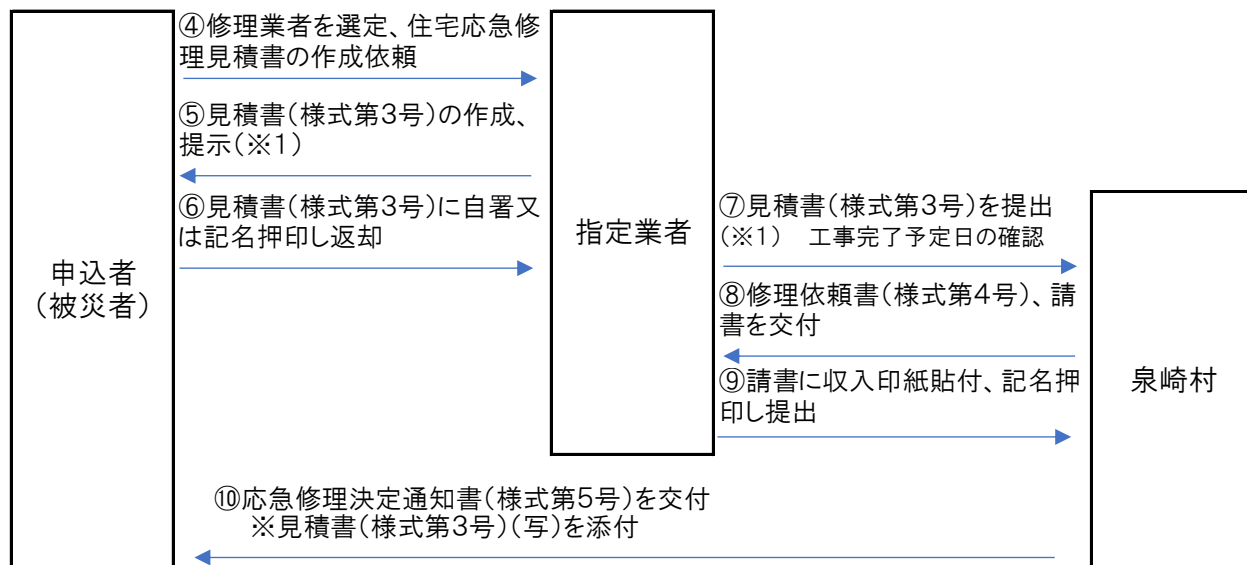 ④修理業者を選定、住宅応急修
理見積書の作成依頼
⑤見積書(様式第3号)の作成、
提示(※1)
⑥見積書(様式第3号)に自署又
は記名押印し返却
申込者
(被災者)
指定業者
⑦見積書(様式第3号)を提出
(※1)　工事完了予定日の確認
⑧修理依頼書(様式第4号)、請
書を交付
⑨請書に収入印紙貼付、記名押
印し提出
泉崎村
⑩応急修理決定通知書(様式第5号)を交付
※見積書(様式第3号)(写)を添付